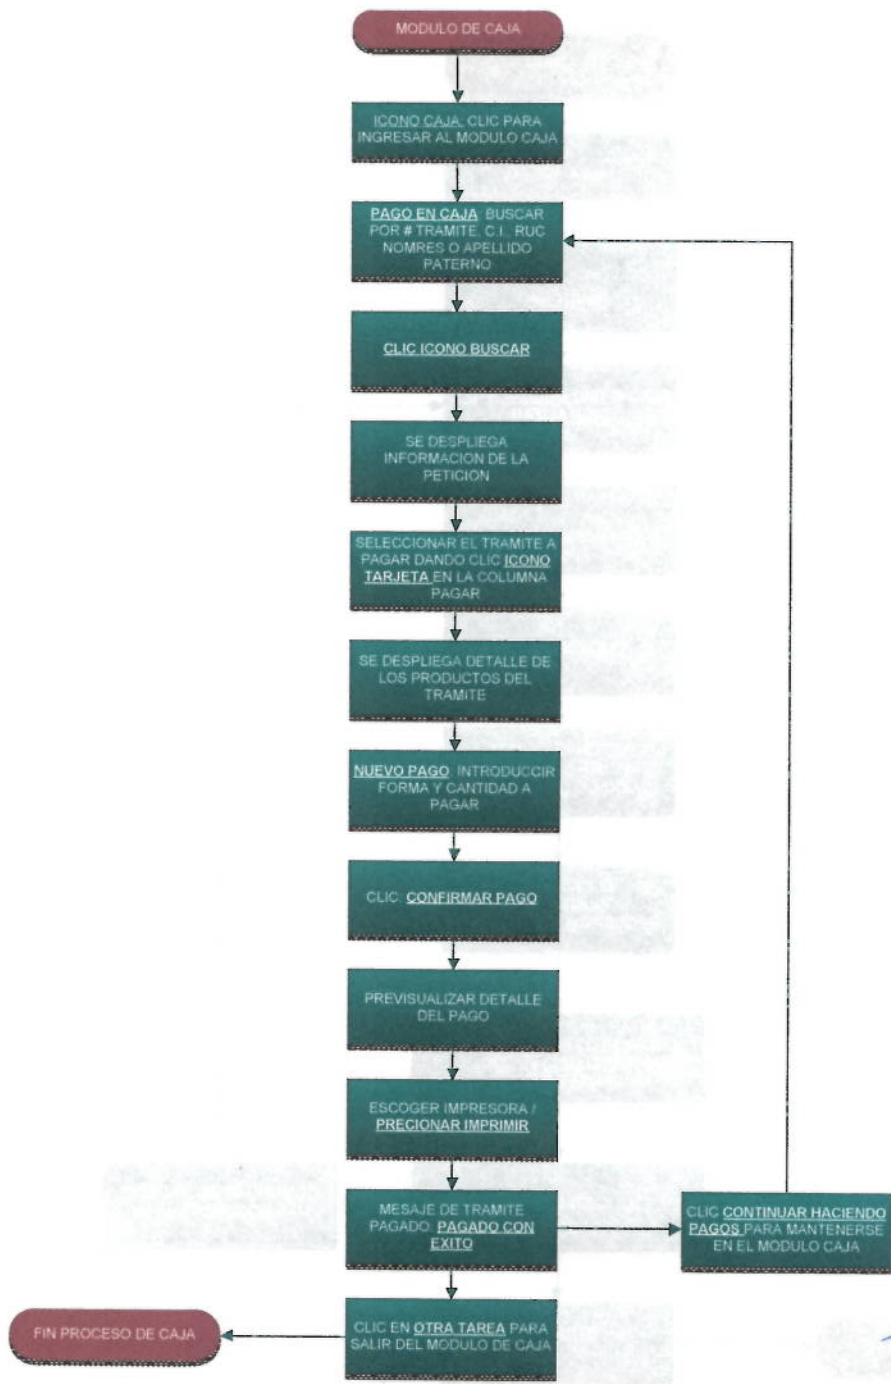 MODULO DE CAJA
ICONO CAJA, CLIC PARA
INGRESAR AL MODULO CAJA
PAGO EN CAJA: BUSCAR
POR # TRAMITE, C.I., RUC
NOMRES O APELLIDO
PATERNO
CLIC ICONO BUSCAR
SE DESPLIEGA
INFORMACION DE LA
PETICION
SELECCIONAR EL TRAMITE A
PAGAR DANDO CLIC ICONO
TARJETA EN LA COLUMNA
PAGAR
SE DESPLIEGA DETALLE DE
LOS PRODUCTOS DEL
TRAMITE
NUEVO PAGO: INTRODUCCIR
FORMA Y CANTIDAD A
PAGAR
CLIC: CONFIRMAR PAGO
PREVISUALIZAR DETALLE
DEL PAGO
ESCOGER IMPRESORA /
PRECIONAR IMPRIMIR
MESAJE DE TRAMITE
PAGADO: PAGADO CON
EXITO
CLIC CONTINUAR HACIENDO
PAGOS PARA MANTENERSE
EN EL MODULO CAJA
CLIC EN OTRA TAREA PARA
SALIR DEL MODULO DE CAJA
FIN PROCESO DE CAJA